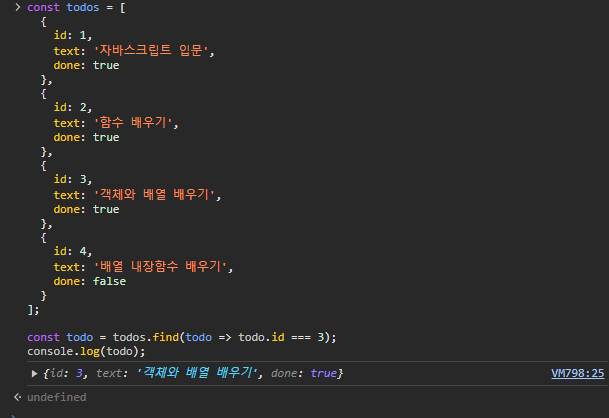 const todos = [
  {
    id: 1,
    text: '자바스크립트 입문',
    done: true
  },
  {
    id: 2,
    text: '함수 배우기',
    done: true
  },
  {
    id: 3,
    text: '객체와 배열 배우기',
    done: true
  },
  {
    id: 4,
    text: '배열 내장함수 배우기',
    done: false
  }
];

const todo = todos.find(todo => todo.id === 3);
console.log(todo);
{id: 3, text: '객체와 배열 배우기', done: true} VM798:25
undefined